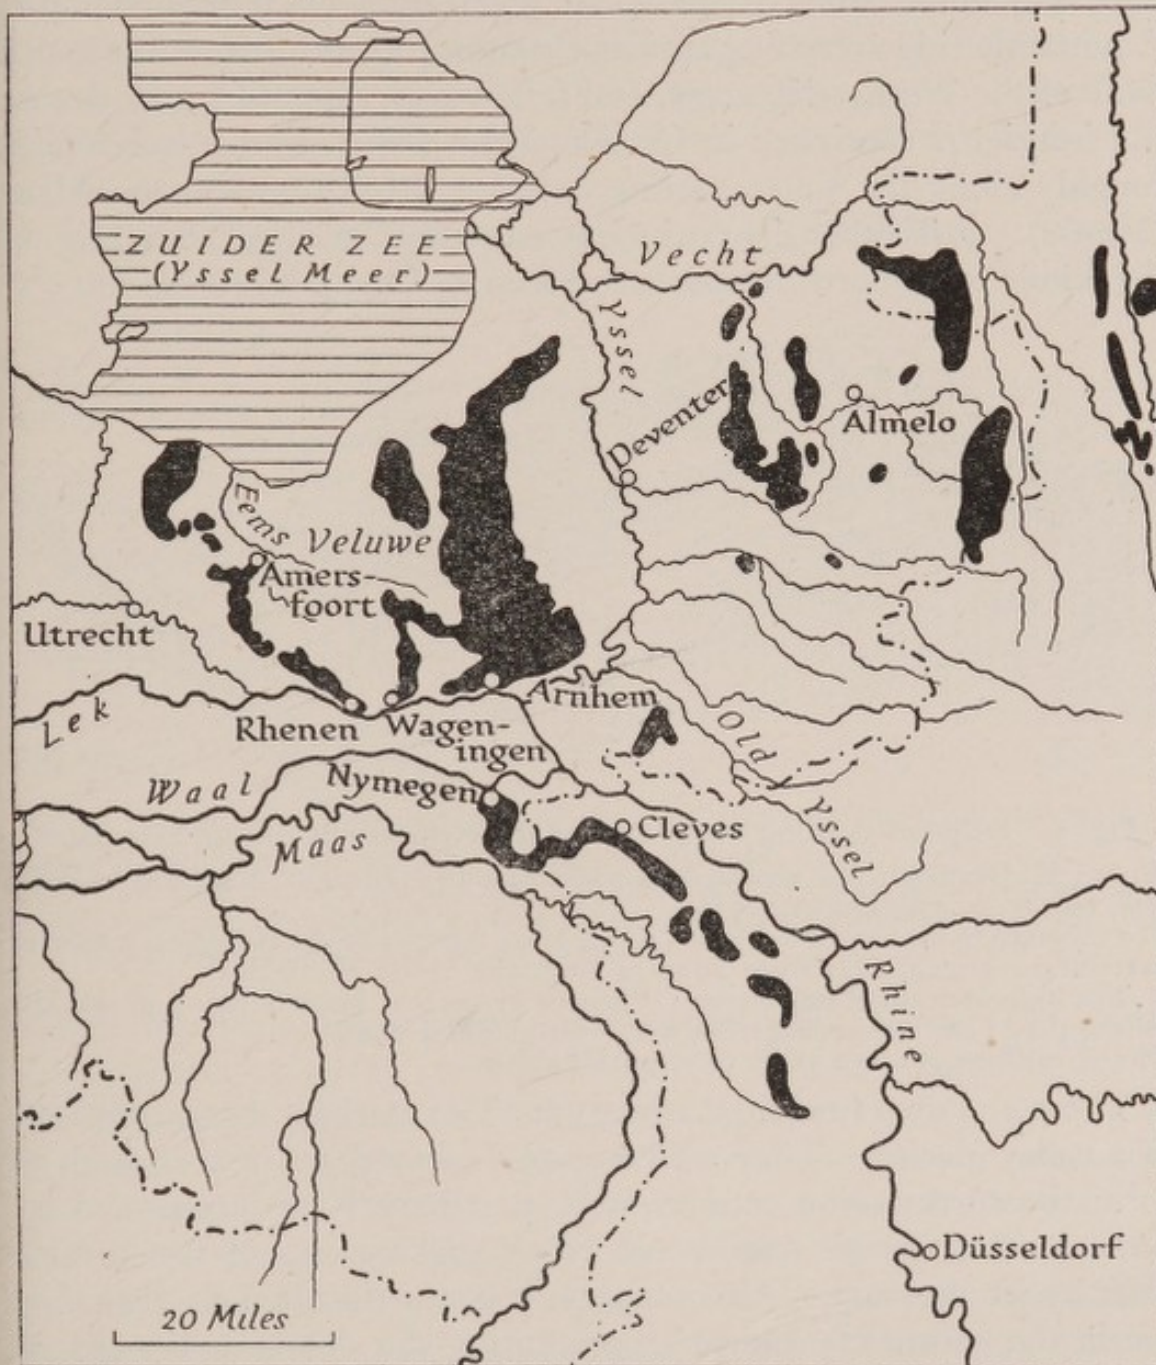 ZUIDER ZEE
(Yssel Meer)
Vecht
Yssel
Deventer
Almelo
Eems
Veluwe
Amers-
foort
Utrecht
Lek
Rhenen
Wagen-
ingen
Arnhem
Old
Yssel
Waal
Nymegen
Cleves
Maas
Rhine
Düsseldorf
20 Miles